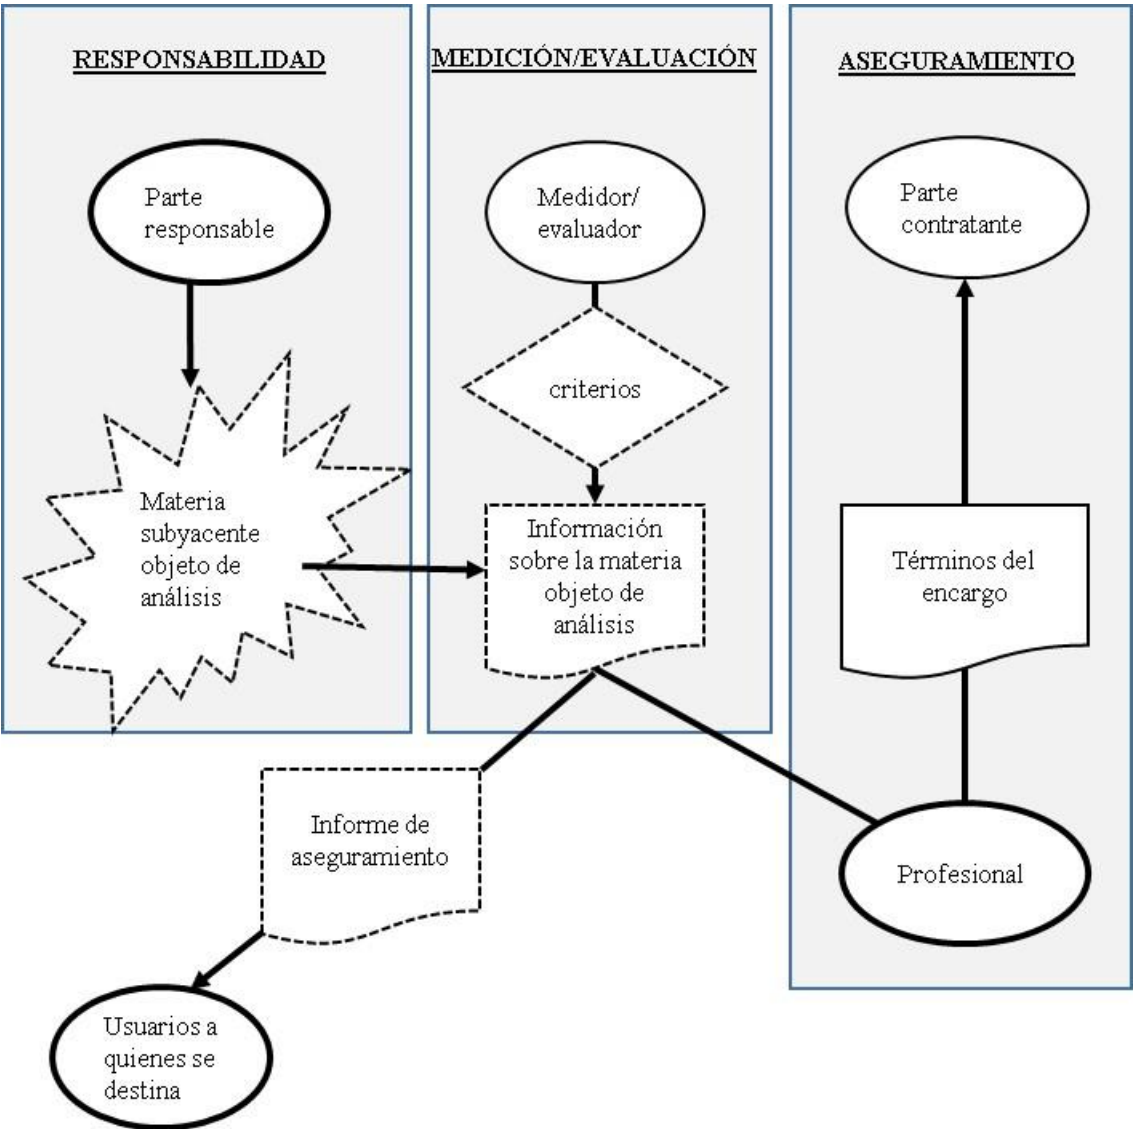 RESPONSABILIDAD
MEDICIÓN/EVALUACIÓN
ASEGURAMIENTO
Parte
responsable
Medidor/
evaluador
Parte
contratante
criterios
Materia
subyacente
objeto de
análisis
Información
sobre la materia
objeto de
análisis
Términos del
encargo
Informe de
aseguramiento
Profesional
Usuarios a
quienes se
destina